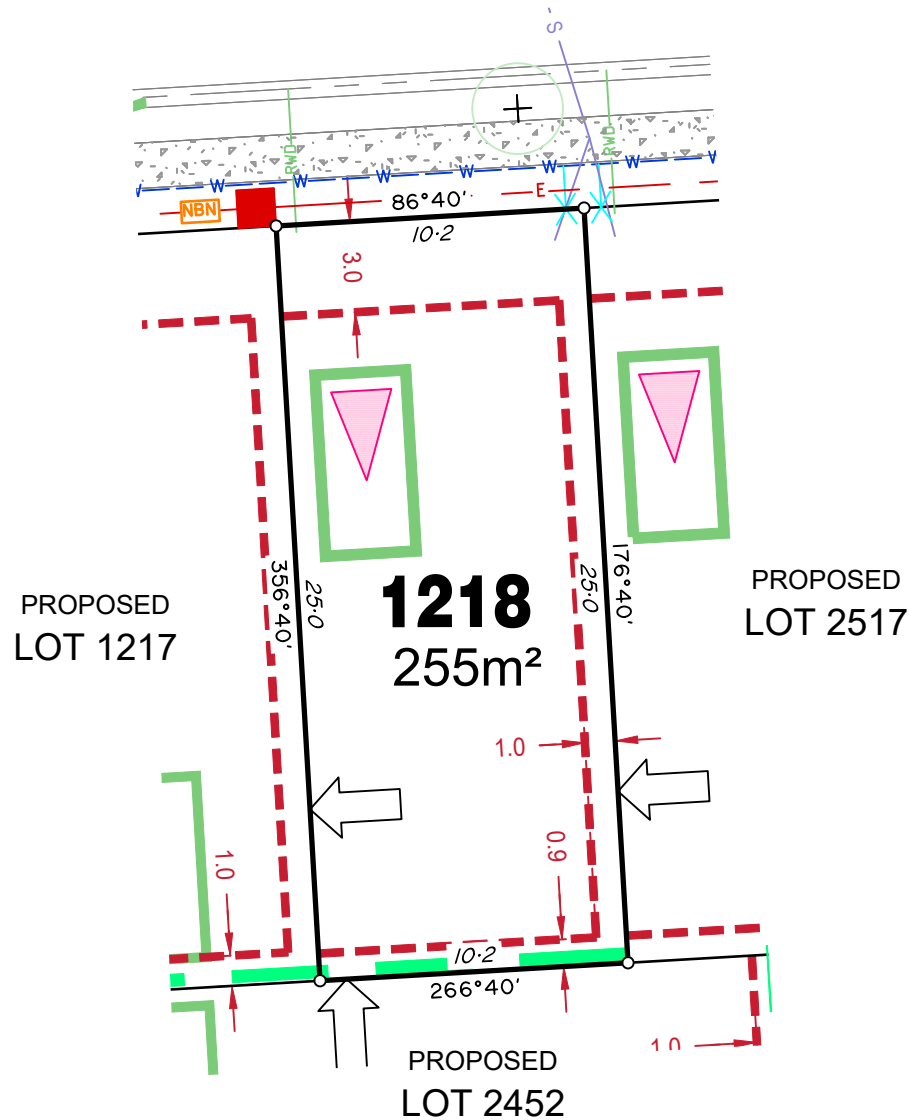 - S
RWD
RWD
W W W W W W W W
NBN
E
86°40'
10·2
3.0
356°40'
25·0
25·0
176°40'
1218
255m²
PROPOSED
LOT 1217
PROPOSED
LOT 2517
1.0
1.0
0.9
10·2
266°40'
1.0
PROPOSED
LOT 2452